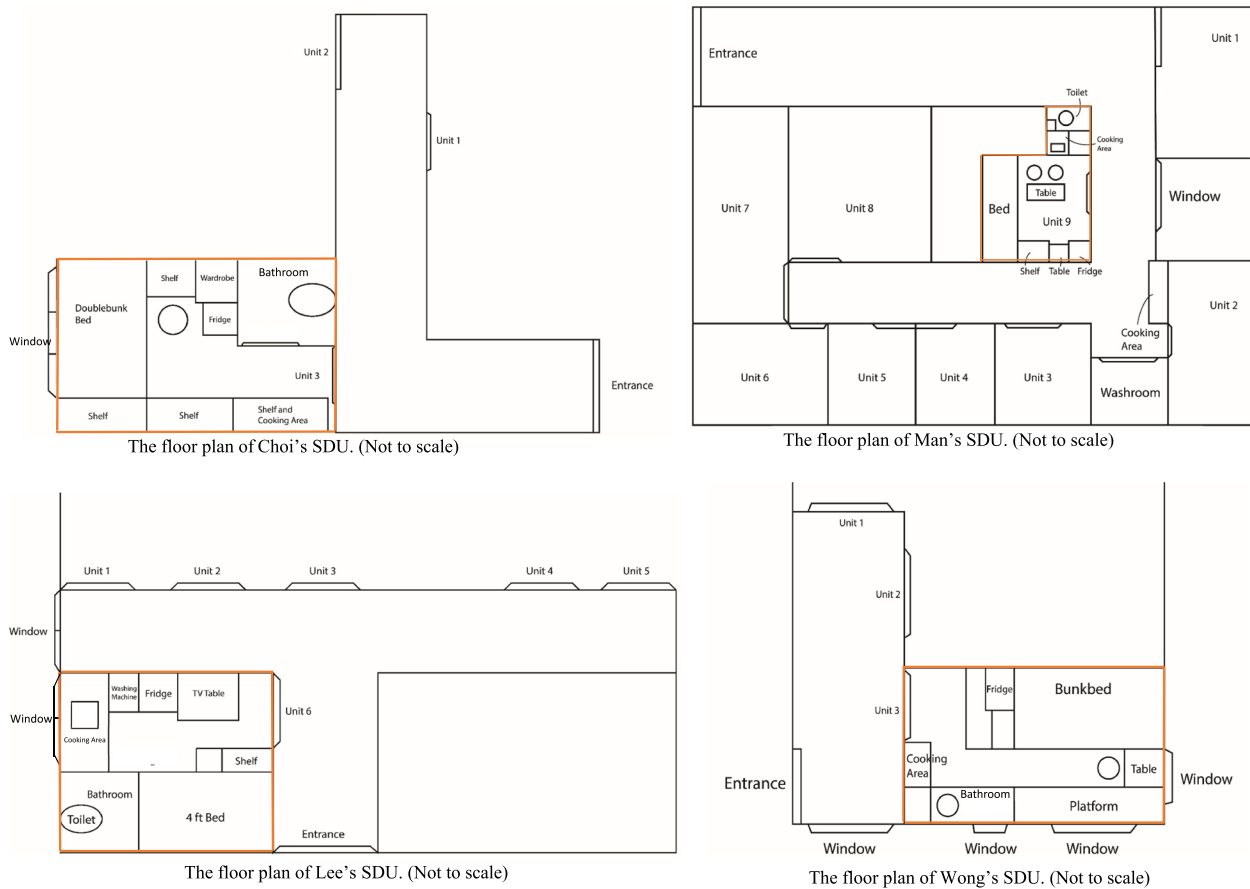 Unit 2
Unit 1
Shelf
Wardrobe
Bathroom
Doublebunk
Bed
Fridge
Window
Unit 3
Entrance
Shelf
Shelf
Shelf and
Cooking Area
The floor plan of Choi's SDU. (Not to scale)
Entrance
Unit 1
Toilet
Cooking
Area
Window
Unit 7
Unit 8
Bed
Table
Unit 9
Shelf
Table
Fridge
Unit 2
Cooking
Area
Unit 6
Unit 5
Unit 4
Unit 3
Washroom
The floor plan of Man's SDU. (Not to scale)
Unit 1
Unit 2
Unit 3
Unit 4
Unit 5
Window
Washing
Machine
Fridge
TV Table
Unit 6
Window
Cooking Area
Shelf
Bathroom
Toilet
4 ft Bed
Entrance
The floor plan of Lee's SDU. (Not to scale)
Unit 1
Unit 2
Unit 3
Fridge
Bunkbed
Cooking
Area
Table
Window
Entrance
Bathroom
Platform
Window
Window
Window
The floor plan of Wong's SDU. (Not to scale)